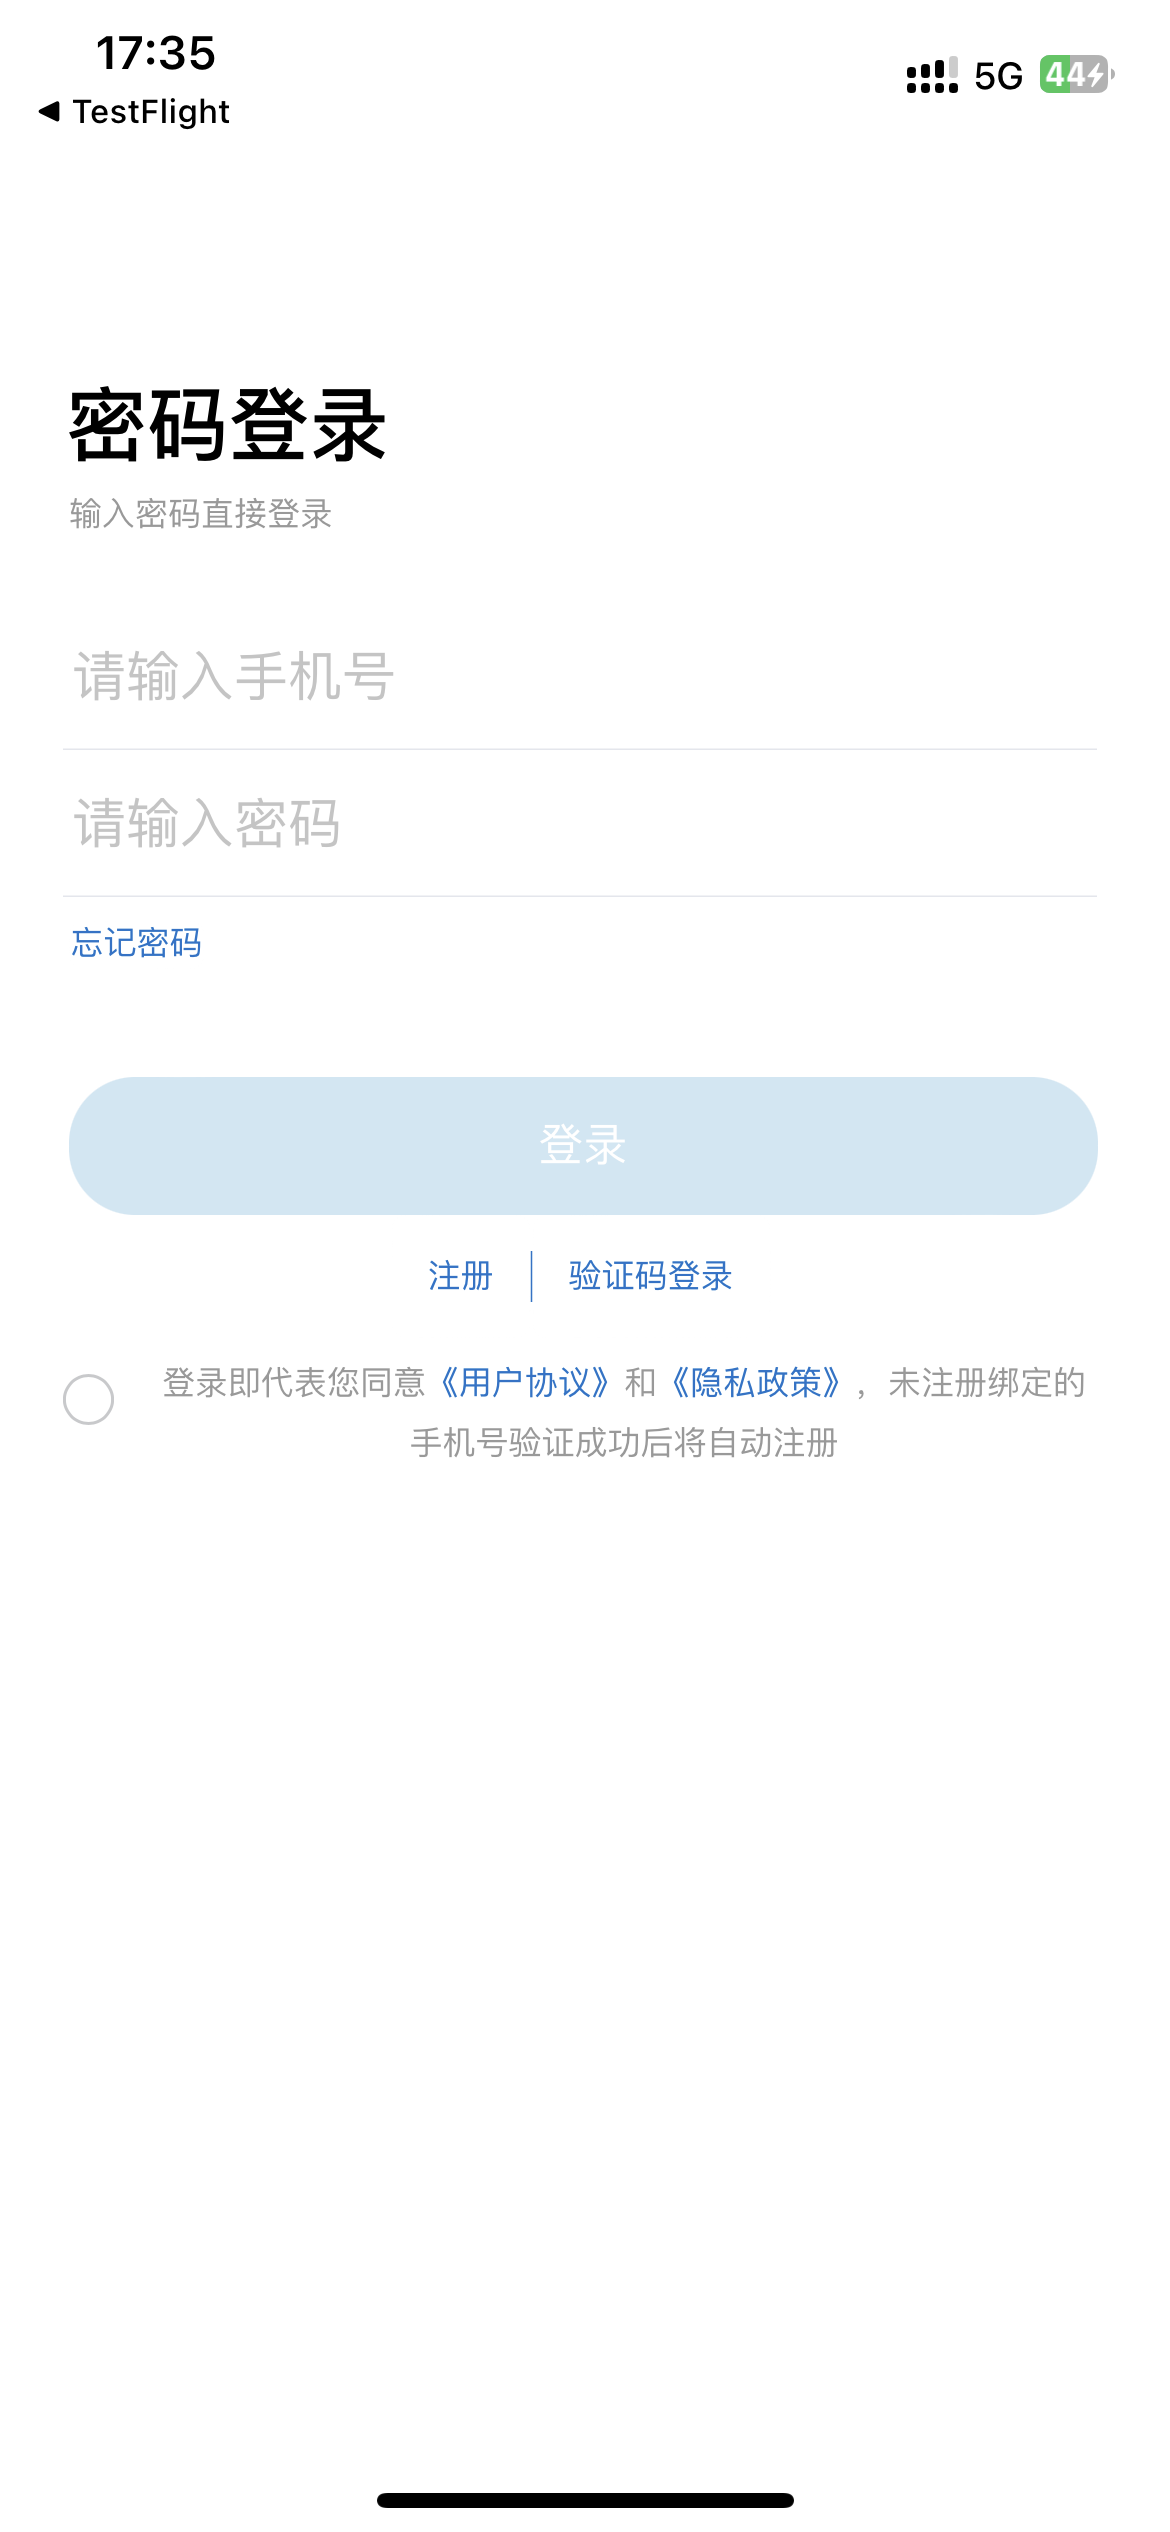 17:35
5G
44
◀ TestFlight
密码登录
输入密码直接登录
请输入手机号
请输入密码
忘记密码
登录
注册
验证码登录
登录即代表您同意《用户协议》和《隐私政策》，未注册绑定的
手机号验证成功后将自动注册